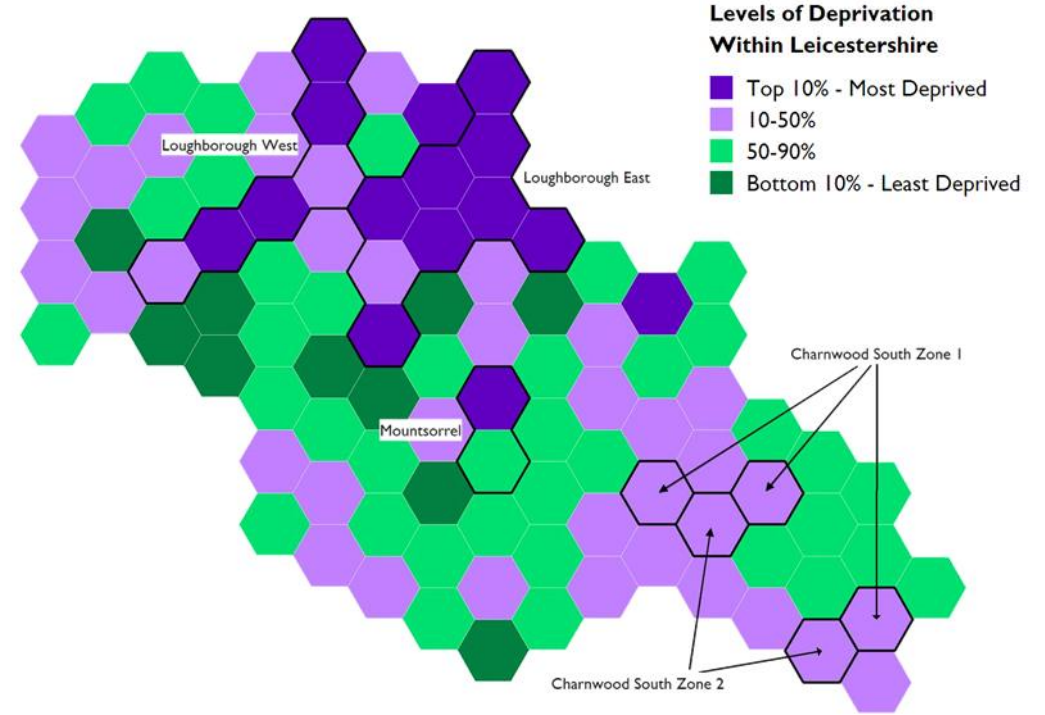 Levels of Deprivation
Within Leicestershire
Top 10% - Most Deprived
10-50%
50-90%
Bottom 10% - Least Deprived
Loughborough West
Loughborough East
Charnwood South Zone 1
Mountsorrel
Charnwood South Zone 2